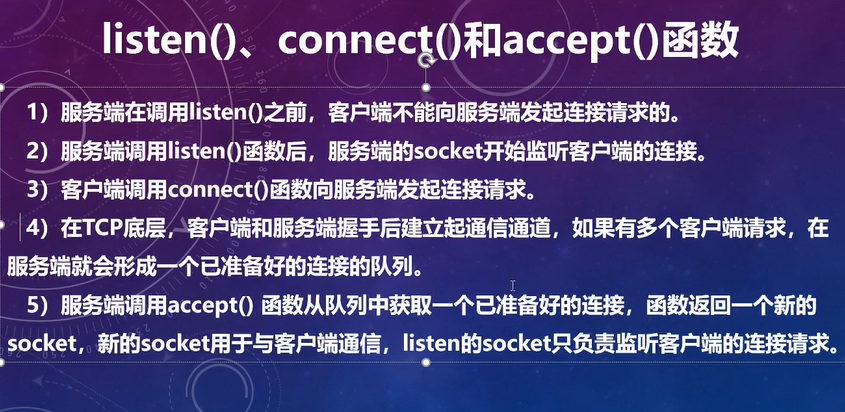 listen()、connect()和accept()函数
1）服务端在调用listen()之前，客户端不能向服务端发起连接请求的。
2）服务端调用listen()函数后，服务端的socket开始监听客户端的连接。
3）客户端调用connect()函数向服务端发起连接请求。
4）在TCP底层，客户端和服务端握手后建立起通信通道，如果有多个客户端请求，在
服务端就会形成一个已准备好的连接的队列。
5）服务端调用accept() 函数从队列中获取一个已准备好的连接，函数返回一个新的
socket，新的socket用于与客户端通信，listen的socket只负责监听客户端的连接请求。